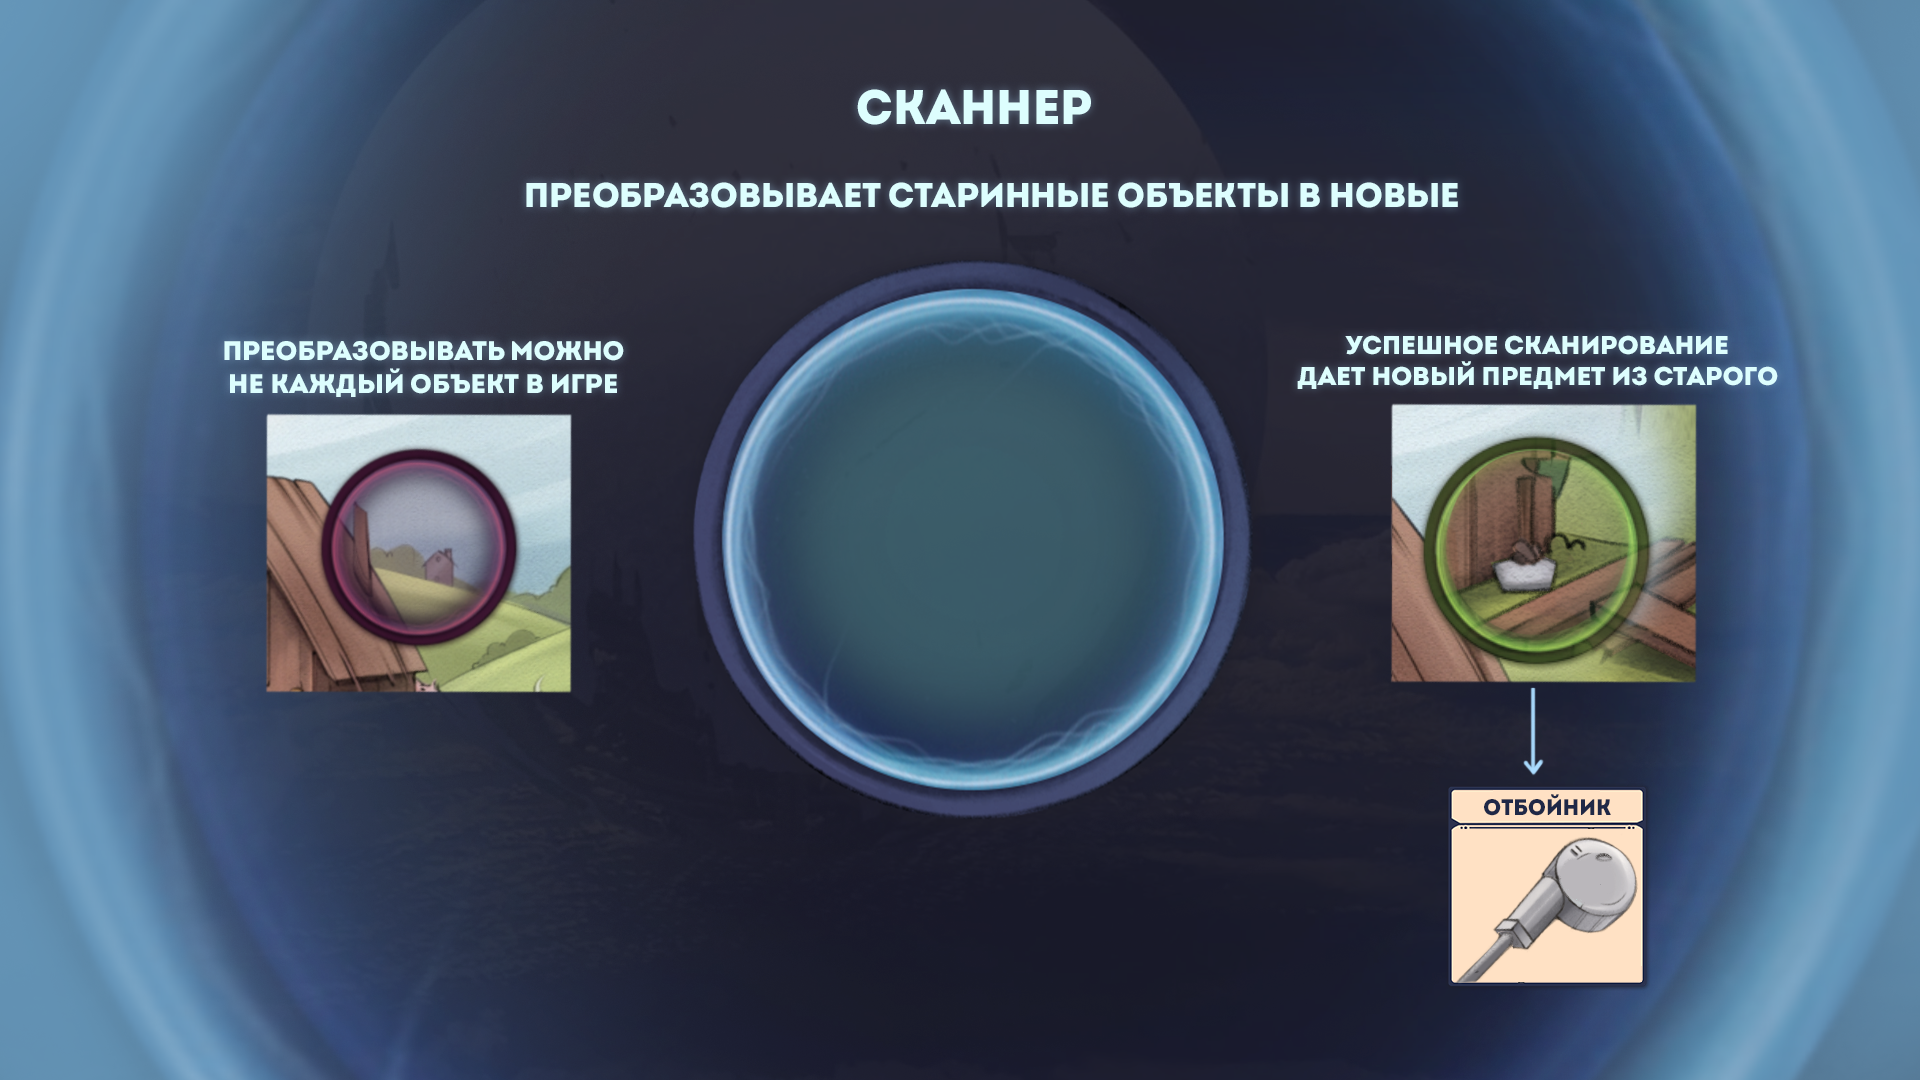 СКАННЕР
ПРЕОБРАЗОВЫВАЕТ СТАРИННЫЕ ОБЪЕКТЫ В НОВЫЕ
ПРЕОБРАЗОВЫВАТЬ МОЖНО
НЕ КАЖДЫЙ ОБЪЕКТ В ИГРЕ
УСПЕШНОЕ СКАНИРОВАНИЕ
ДАЕТ НОВЫЙ ПРЕДМЕТ ИЗ СТАРОГО
ОТБОЙНИК